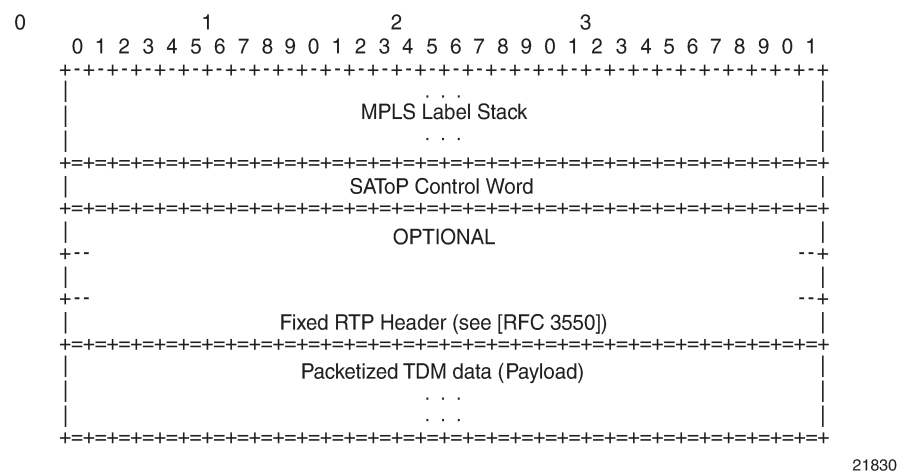 0 1 2 3
0 1 2 3 4 5 6 7 8 9 0 1 2 3 4 5 6 7 8 9 0 1 2 3 4 5 6 7 8 9 0 1
+-+-+-+-+-+-+-+-+-+-+-+-+-+-+-+-+-+-+-+-+-+-+-+-+-+-+-+-+-+-+-+-+
| . . . |
| MPLS Label Stack |
| . . . |
+=+=+=+=+=+=+=+=+=+=+=+=+=+=+=+=+=+=+=+=+=+=+=+=+=+=+=+=+=+=+=+=+
| SAToP Control Word |
+=+=+=+=+=+=+=+=+=+=+=+=+=+=+=+=+=+=+=+=+=+=+=+=+=+=+=+=+=+=+=+=+
| OPTIONAL |
+-- --+
| |
+-- --+
| Fixed RTP Header (see [RFC 3550]) |
+=+=+=+=+=+=+=+=+=+=+=+=+=+=+=+=+=+=+=+=+=+=+=+=+=+=+=+=+=+=+=+=+
| Packetized TDM data (Payload) |
| . . . |
| . . . |
+=+=+=+=+=+=+=+=+=+=+=+=+=+=+=+=+=+=+=+=+=+=+=+=+=+=+=+=+=+=+=+=+
21830